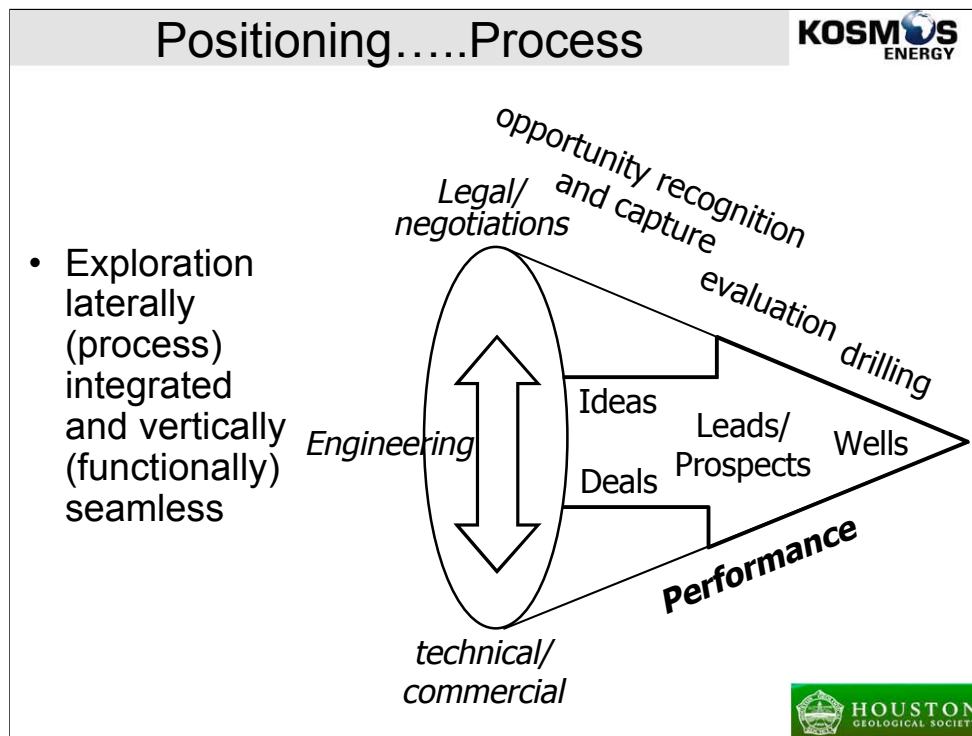 Positioning…..Process
KOSMOS
ENERGY
• Exploration
laterally
(process)
integrated
and vertically
(functionally)
seamless
Legal/
negotiations
Engineering
technical/
commercial
opportunity recognition
and capture
evaluation
drilling
Ideas
Deals
Leads/
Prospects
Wells
Performance
HOUSTON
GEOLOGICAL SOCIETY